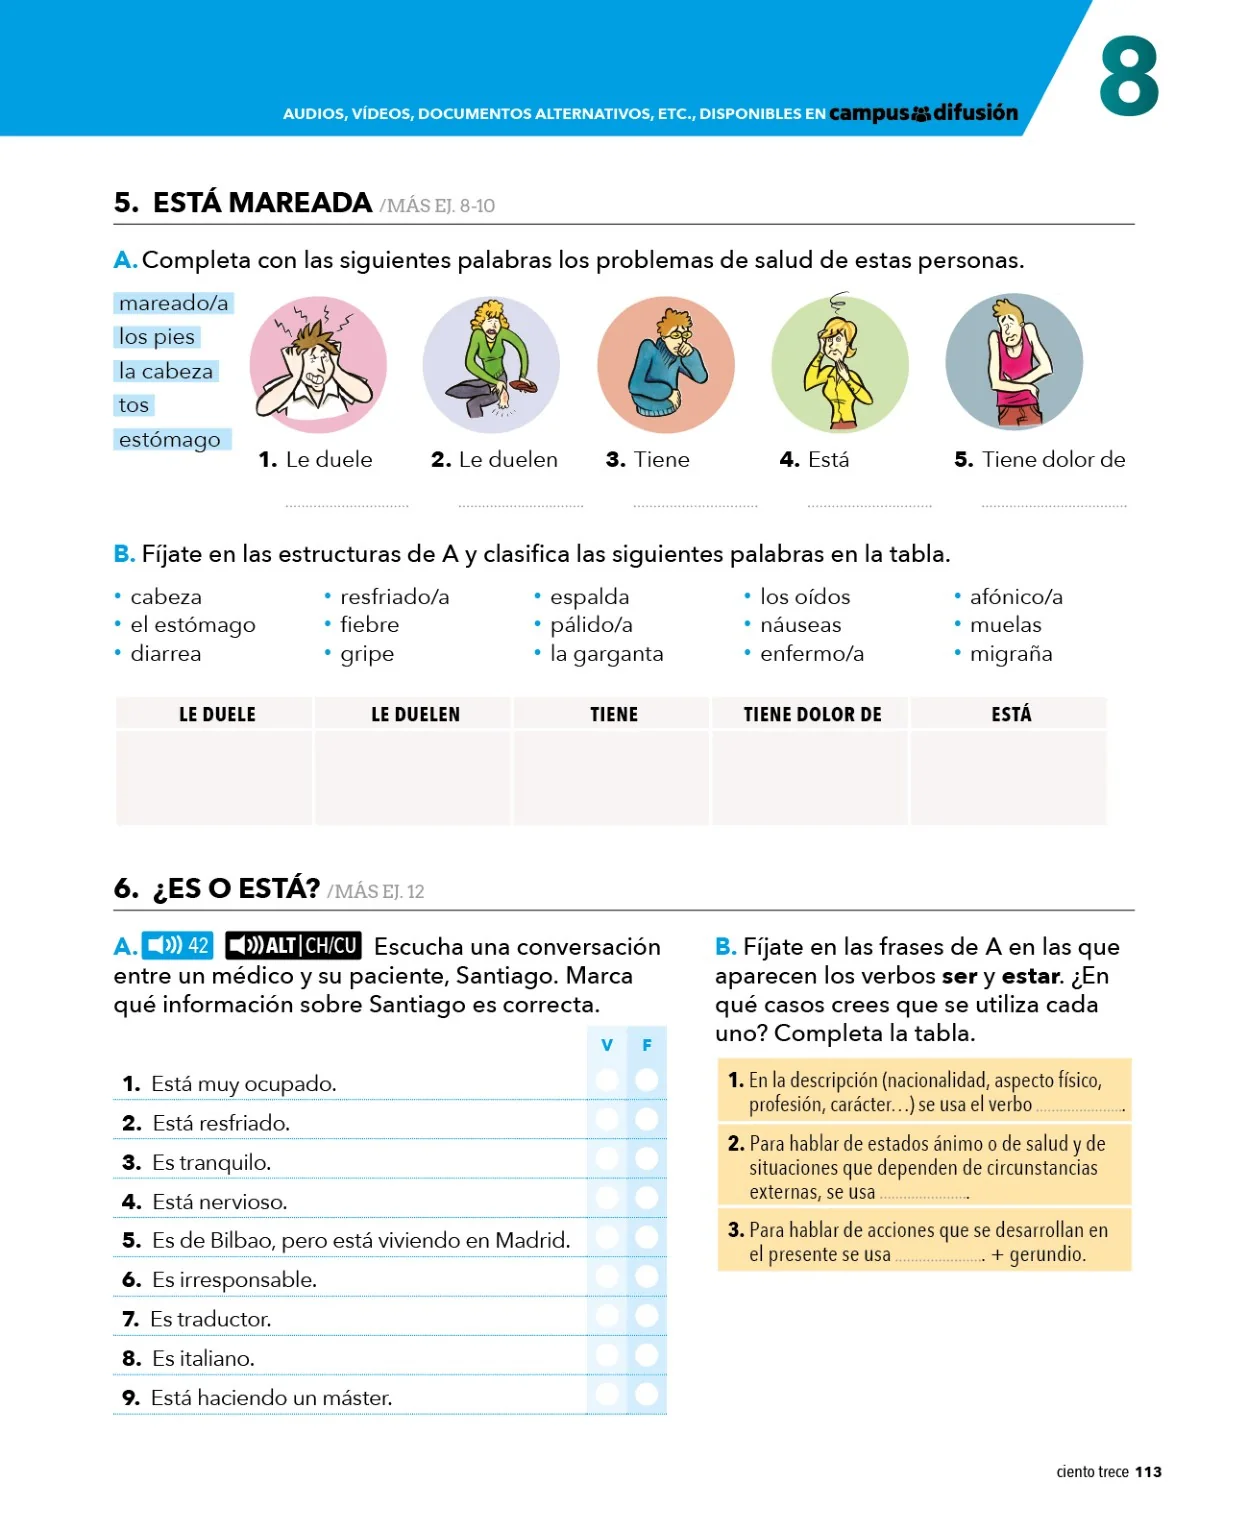 8
AUDIOS, VÍDEOS, DOCUMENTOS ALTERNATIVOS, ETC., DISPONIBLES EN campus difusión
5. ESTÁ MAREADA /MÁS EJ. 8-10
A. Completa con las siguientes palabras los problemas de salud de estas personas.
mareado/a
los pies
la cabeza
tos
estómago
1. Le duele
2. Le duelen
3. Tiene
4. Está
5. Tiene dolor de
B. Fíjate en las estructuras de A y clasifica las siguientes palabras en la tabla.
• cabeza • resfriado/a • espalda • los oídos • afónico/a
• el estómago • fiebre • pálido/a • náuseas • muelas
• diarrea • gripe • la garganta • enfermo/a • migraña
LE DUELE LE DUELEN TIENE TIENE DOLOR DE ESTÁ
6. ¿ES O ESTÁ? /MÁS EJ. 12
A. 42 ALT|CH/CU Escucha una conversación
entre un médico y su paciente, Santiago. Marca
qué información sobre Santiago es correcta.
V F
1. Está muy ocupado.
2. Está resfriado.
3. Es tranquilo.
4. Está nervioso.
5. Es de Bilbao, pero está viviendo en Madrid.
6. Es irresponsable.
7. Es traductor.
8. Es italiano.
9. Está haciendo un máster.
B. Fíjate en las frases de A en las que
aparecen los verbos ser y estar. ¿En
qué casos crees que se utiliza cada
uno? Completa la tabla.
1. En la descripción (nacionalidad, aspecto físico,
profesión, carácter…) se usa el verbo ......................
2. Para hablar de estados ánimo o de salud y de
situaciones que dependen de circunstancias
externas, se usa ......................
3. Para hablar de acciones que se desarrollan en
el presente se usa ...................... + gerundio.
ciento trece 113